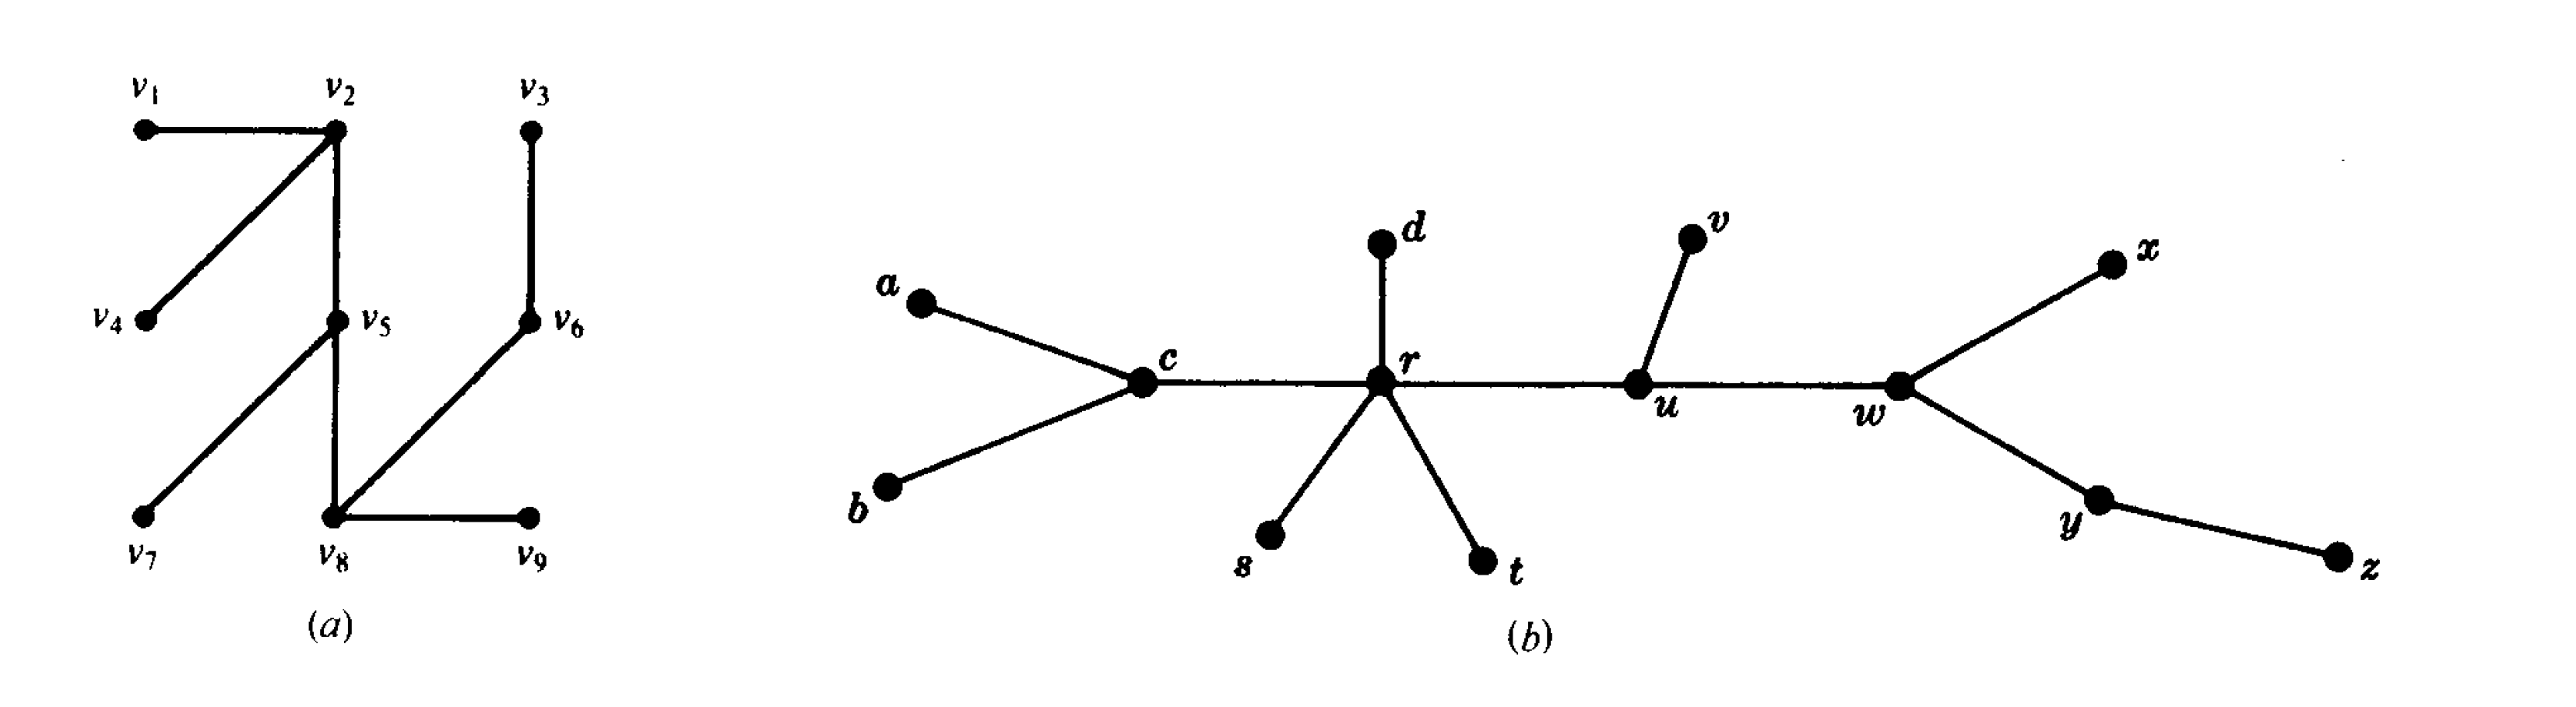 v₁ v₂ v₃
v₄ v₅ v₆
v₇ v₈ v₉
(a)
d v
a x
c r
u w
b y
s t z
(b)